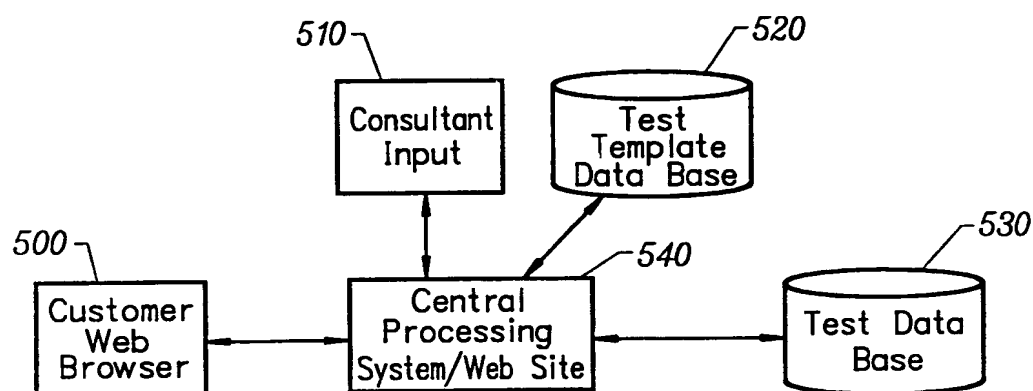 510
520
Consultant
Input
Test
Template
Data Base
500
540
530
Customer
Web
Browser
Central
Processing
System/Web Site
Test Data
Base